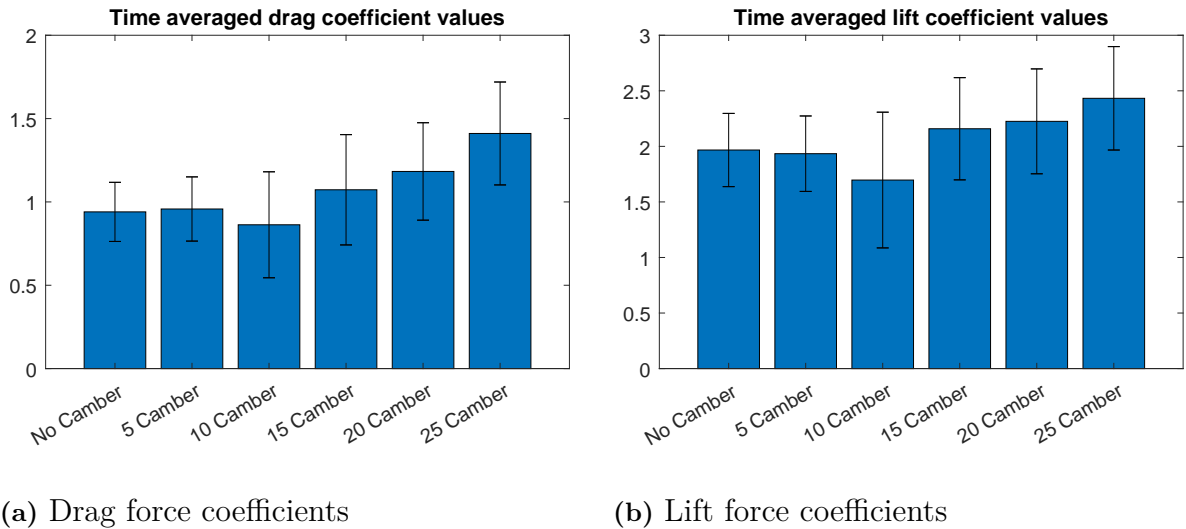 Time averaged drag coefficient values
2
1.5
1
0.5
0
No Camber
5 Camber
10 Camber
15 Camber
20 Camber
25 Camber
(a) Drag force coefficients
Time averaged lift coefficient values
3
2.5
2
1.5
1
0.5
0
No Camber
5 Camber
10 Camber
15 Camber
20 Camber
25 Camber
(b) Lift force coefficients